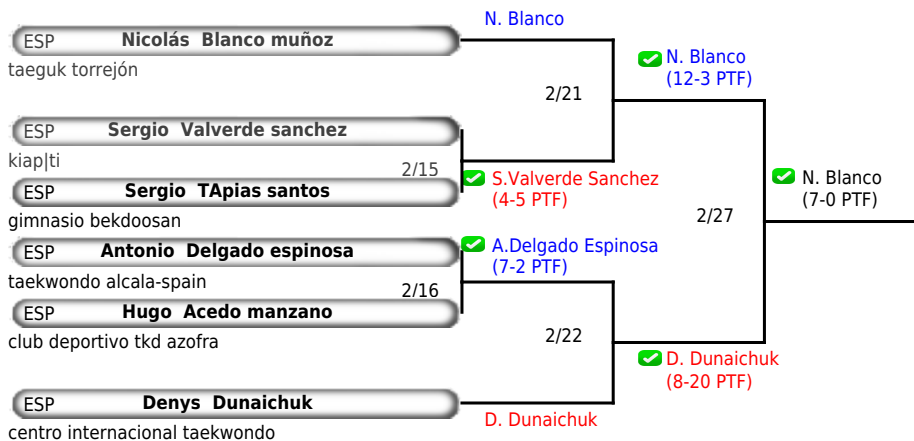 N. Blanco
ESP Nicolás Blanco muñoz
taeguk torrejón
N. Blanco
(12-3 PTF)
2/21
ESP Sergio Valverde sanchez
kiap|ti
2/15
S.Valverde Sanchez
(4-5 PTF)
ESP Sergio TApias santos
gimnasio bekdoosan
N. Blanco
(7-0 PTF)
2/27
ESP Antonio Delgado espinosa
taekwondo alcala-spain
A.Delgado Espinosa
(7-2 PTF)
2/16
ESP Hugo Acedo manzano
club deportivo tkd azofra
2/22
D. Dunaichuk
(8-20 PTF)
ESP Denys Dunaichuk
centro internacional taekwondo
D. Dunaichuk